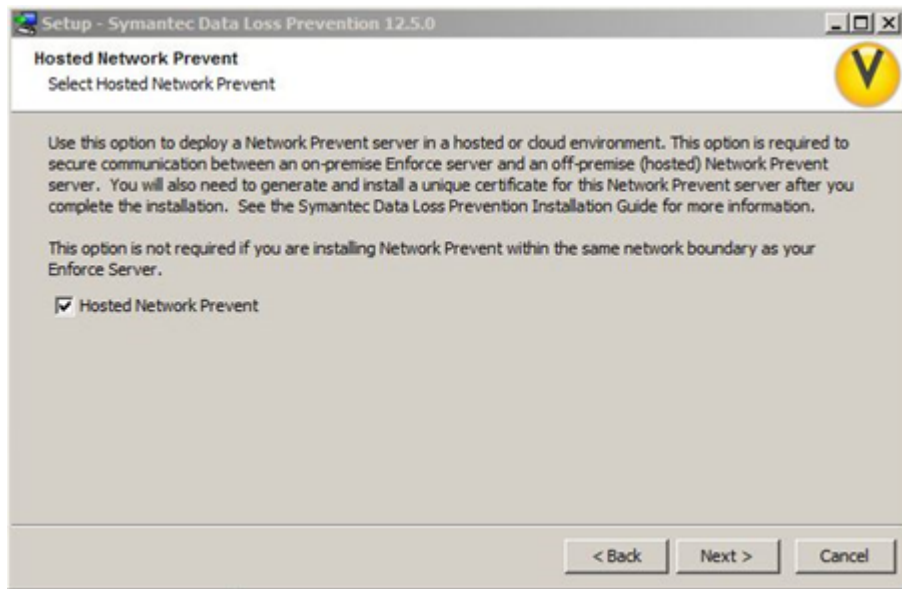 Setup - Symantec Data Loss Prevention 12.5.0
Hosted Network Prevent
Select Hosted Network Prevent
Use this option to deploy a Network Prevent server in a hosted or cloud environment. This option is required to
secure communication between an on-premise Enforce server and an off-premise (hosted) Network Prevent
server. You will also need to generate and install a unique certificate for this Network Prevent server after you
complete the installation. See the Symantec Data Loss Prevention Installation Guide for more information.
This option is not required if you are installing Network Prevent within the same network boundary as your
Enforce Server.
Hosted Network Prevent
< Back Next > Cancel